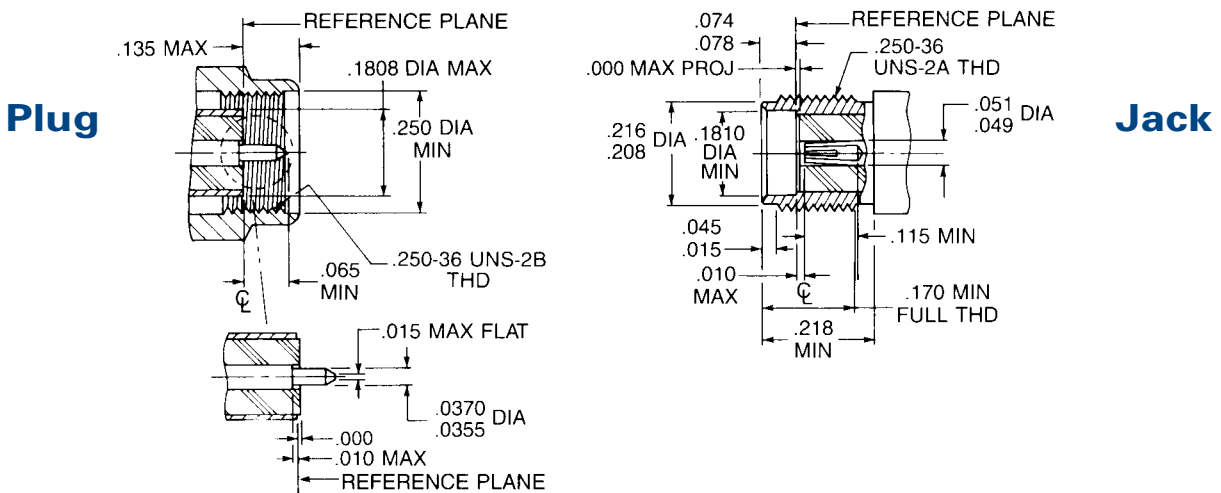 Plug
REFERENCE PLANE
.135 MAX
.1808 DIA MAX
.250 DIA
MIN
.250-36 UNS-2B
THD
.065
MIN
C
L
.015 MAX FLAT
.0370
.0355
DIA
.000
.010 MAX
REFERENCE PLANE
Jack
.074
.078
REFERENCE PLANE
.250-36
UNS-2A THD
.000 MAX PROJ
.051
.049
DIA
.216
.208
DIA
.1810
DIA
MIN
.045
.015
.115 MIN
.010
MAX
C
L
.170 MIN
FULL THD
.218
MIN